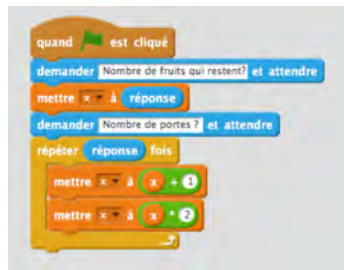 quand est cliqué
demander Nombre de fruits qui restent? et attendre
mettre x à réponse
demander Nombre de portes ? et attendre
répéter réponse fois
mettre x à x + 1
mettre x à x * 2